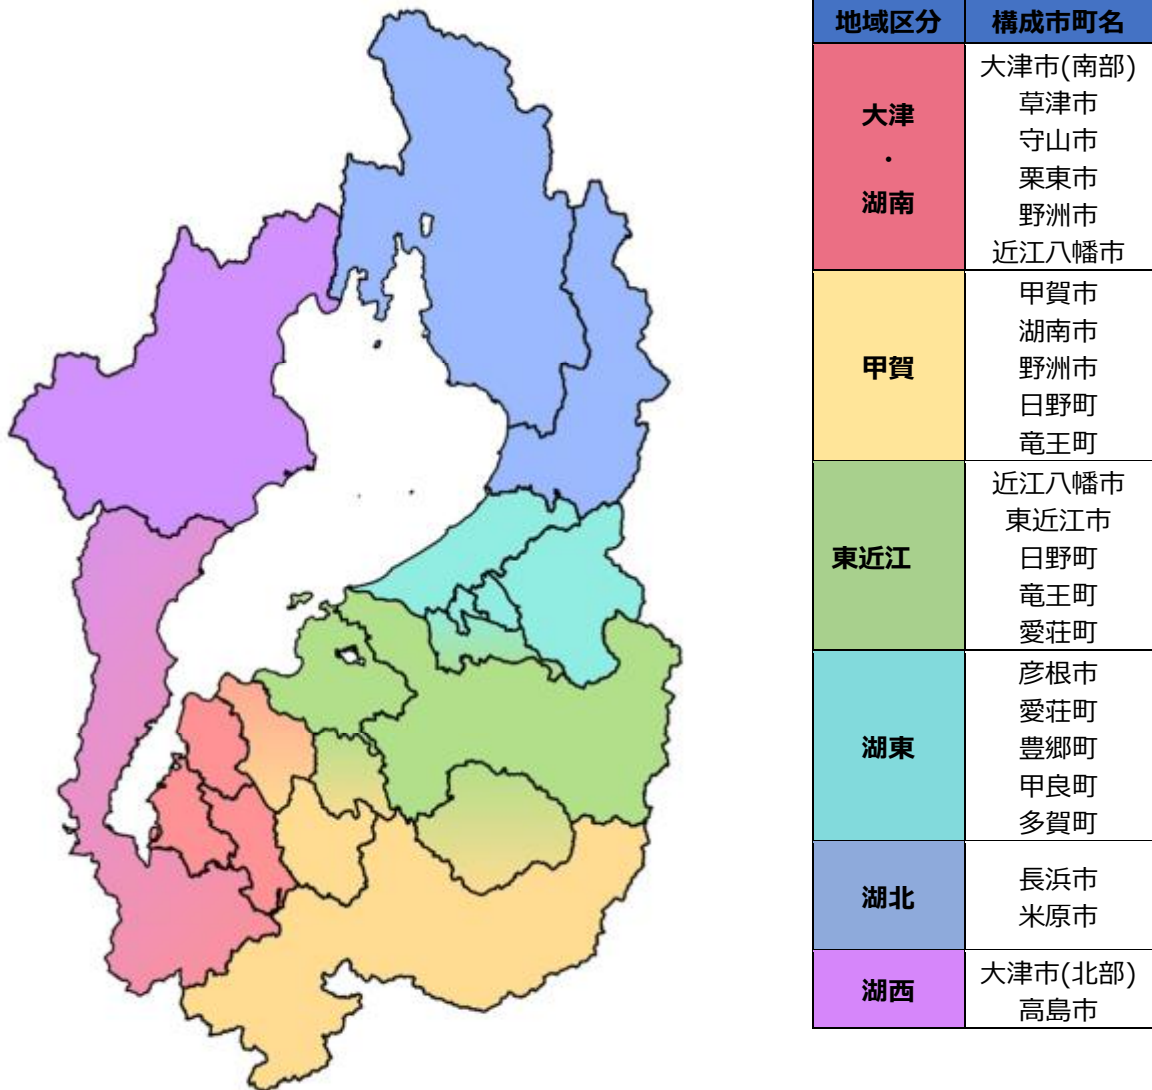 地域区分 構成市町名
大津
・
湖南
大津市(南部)
草津市
守山市
栗東市
野洲市
近江八幡市
甲賀
甲賀市
湖南市
野洲市
日野町
竜王町
東近江
近江八幡市
東近江市
日野町
竜王町
愛荘町
湖東
彦根市
愛荘町
豊郷町
甲良町
多賀町
湖北
長浜市
米原市
湖西
大津市(北部)
高島市